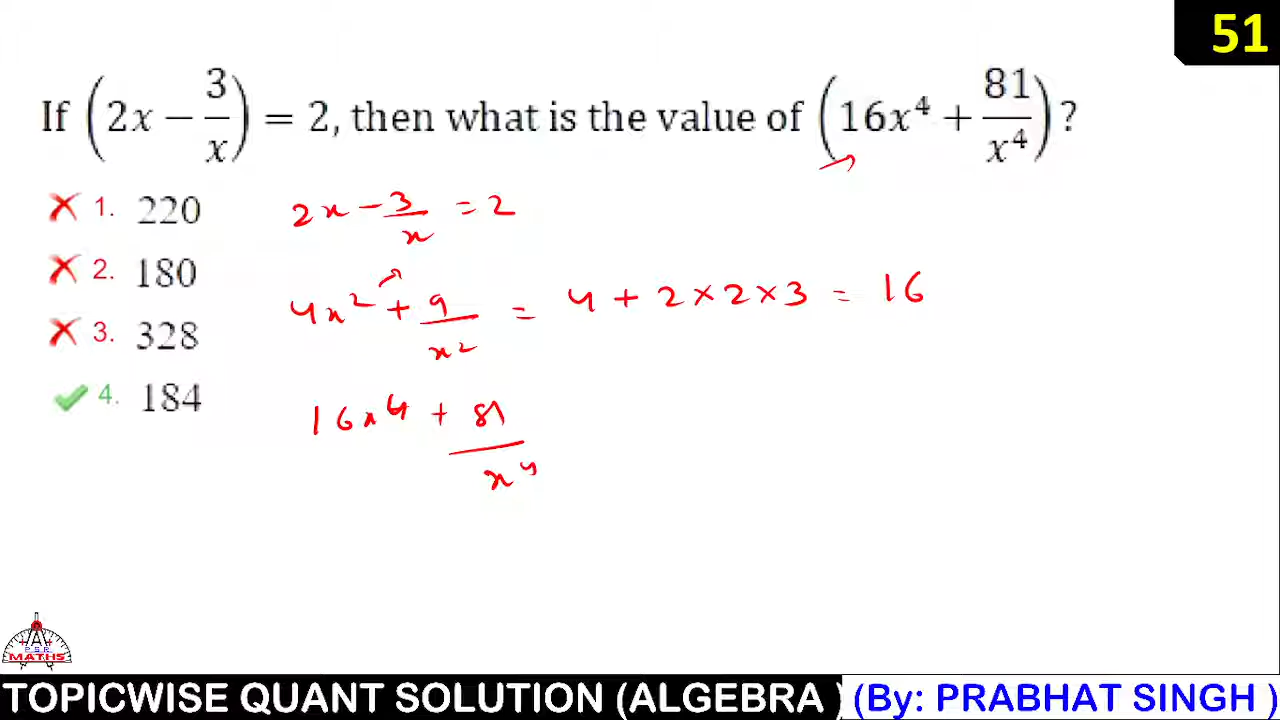 51
If (2x − 3/x) = 2, then what is the value of (16x⁴ + 81/x⁴)?
1. 220
2. 180
3. 328
4. 184
2x − 3/x = 2
4x² + 9/x² = 4 + 2×2×3 = 16
16x⁴ + 81/x⁴
A
P S R
MATHS
TOPICWISE QUANT SOLUTION (ALGEBRA ) (By: PRABHAT SINGH )